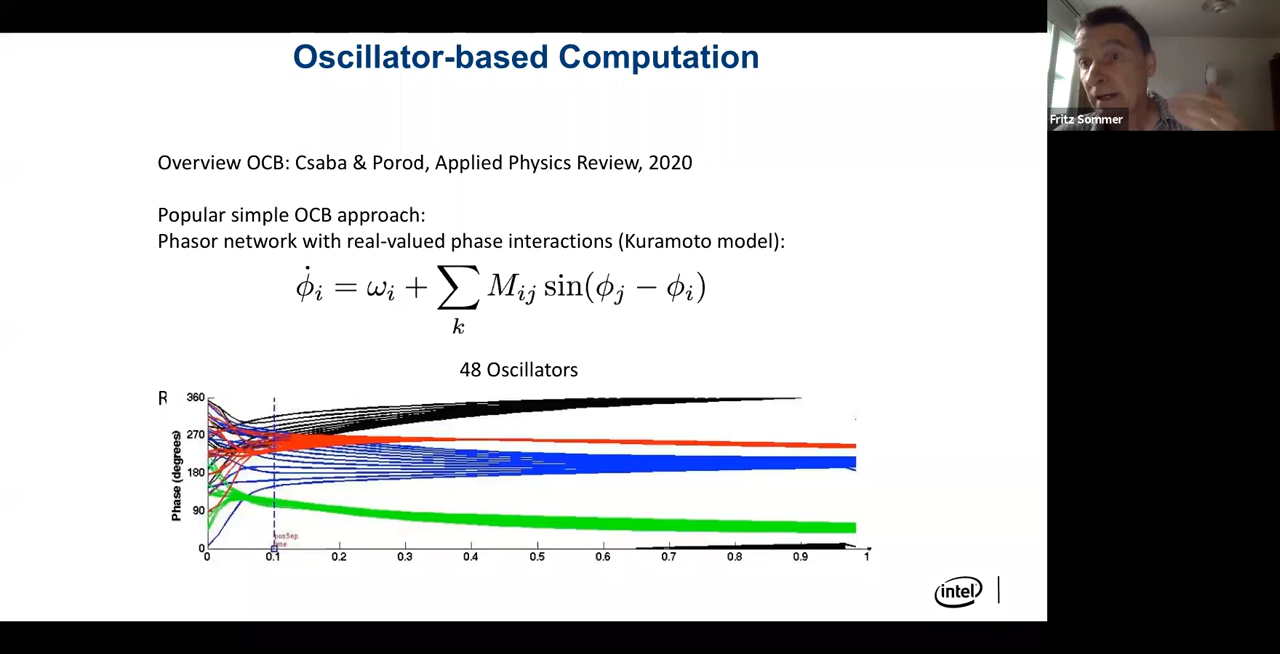 Oscillator-based Computation
Fritz Sommer
Overview OCB: Csaba & Porod, Applied Physics Review, 2020
Popular simple OCB approach:
Phasor network with real-valued phase interactions (Kuramoto model):
φ̇ᵢ = ωᵢ + ∑ₖ Mᵢⱼ sin(φⱼ − φᵢ)
48 Oscillators
R
Phase (degrees)
360
270
180
90
0
0 0.1 0.2 0.3 0.4 0.5 0.6 0.7 0.8 0.9 1
intel